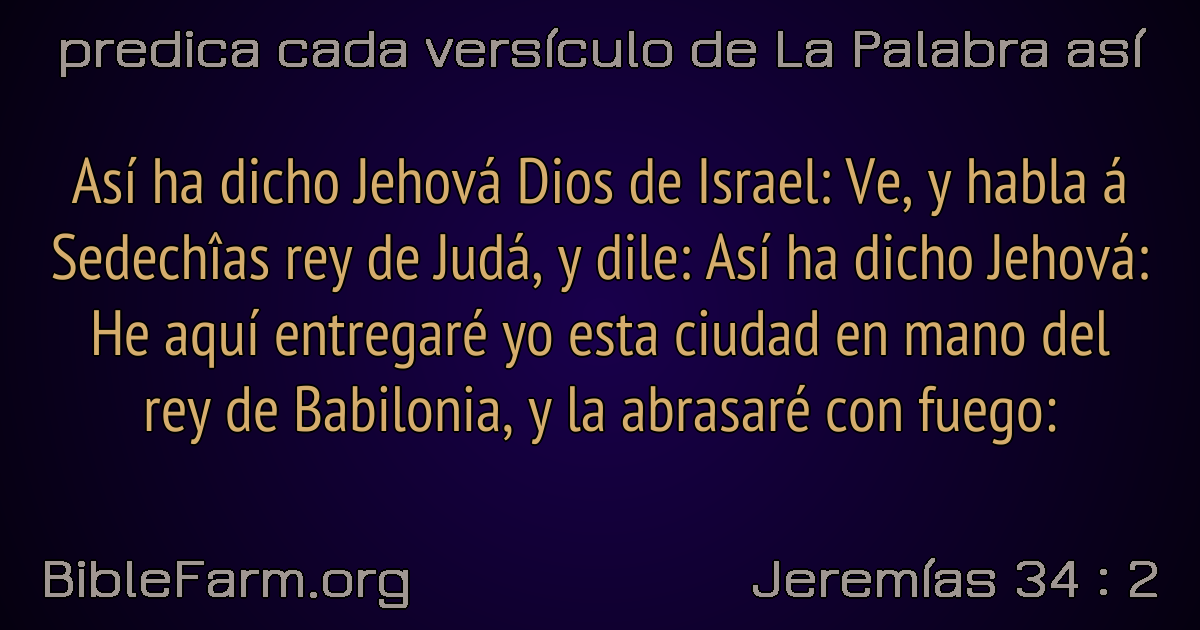 predica cada versículo de La Palabra así
Así ha dicho Jehová Dios de Israel: Ve, y habla á
Sedechîas rey de Judá, y dile: Así ha dicho Jehová:
He aquí entregaré yo esta ciudad en mano del
rey de Babilonia, y la abrasaré con fuego:
BibleFarm.org
Jeremías 34 : 2